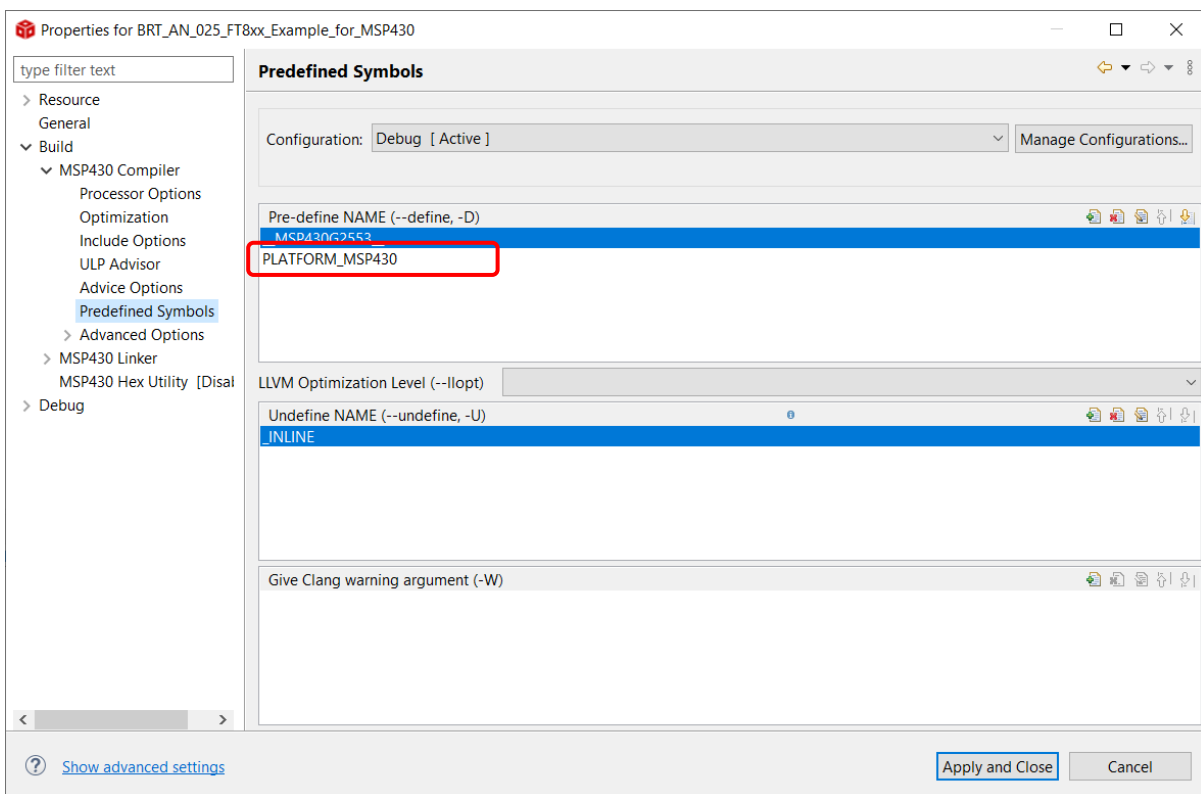 Properties for BRT_AN_025_FT8xx_Example_for_MSP430
type filter text
Resource
General
Build
MSP430 Compiler
Processor Options
Optimization
Include Options
ULP Advisor
Advice Options
Predefined Symbols
Advanced Options
MSP430 Linker
MSP430 Hex Utility [Disal
Debug
Predefined Symbols
Configuration: Debug [ Active ]
Manage Configurations...
Pre-define NAME (--define, -D)
__MSP430G2553__
PLATFORM_MSP430
LLVM Optimization Level (--llopt)
Undefine NAME (--undefine, -U)
_INLINE
Give Clang warning argument (-W)
Show advanced settings
Apply and Close
Cancel